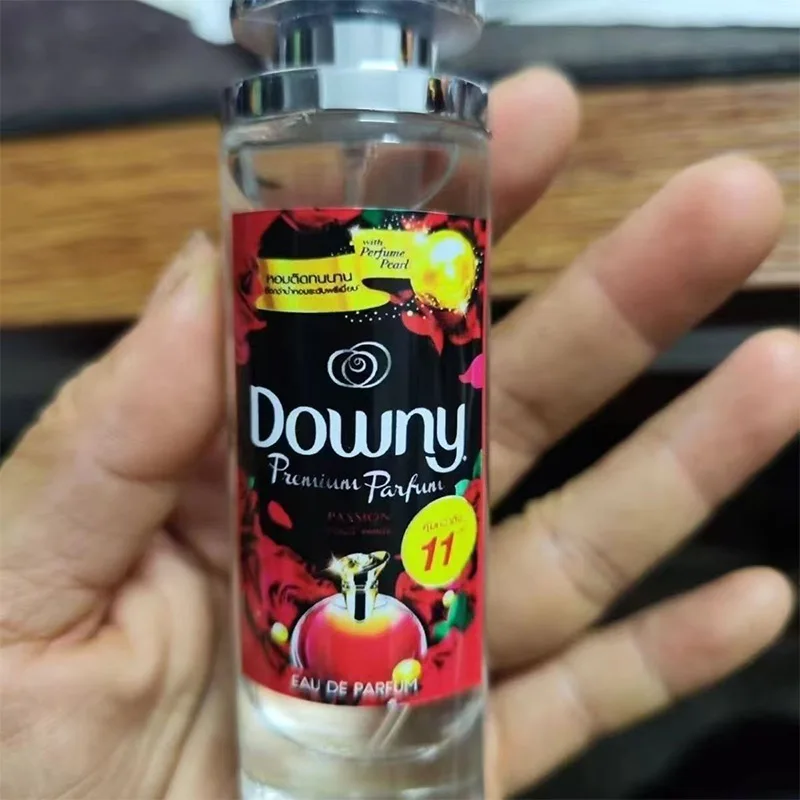 with
Perfume
Pearl
หอมติดทนนาน
Downy
Premium Parfum
PASSION
11
EAU DE PARFUM